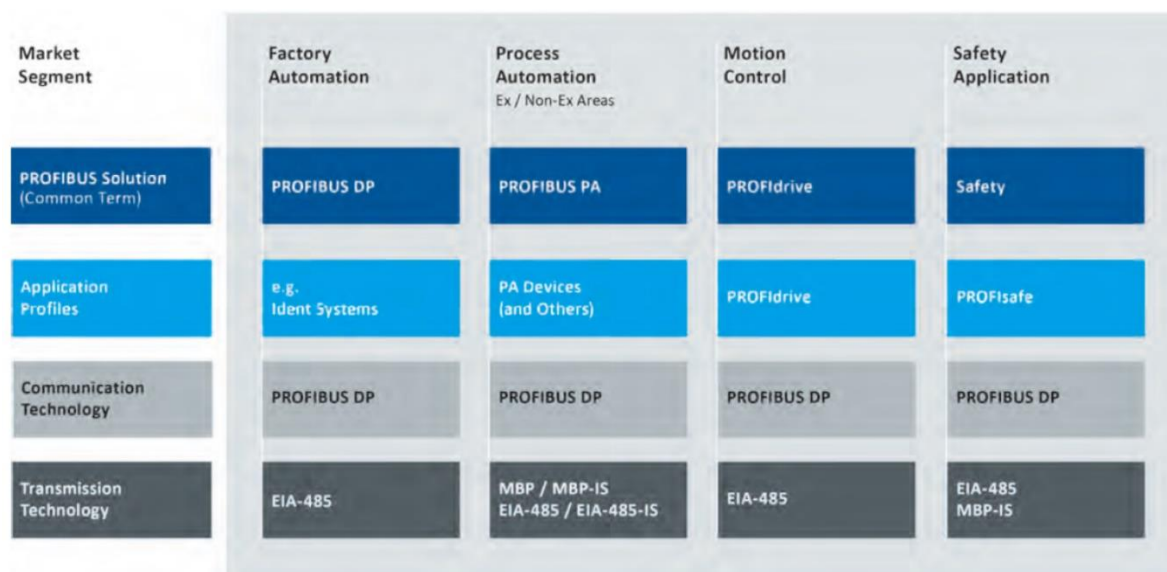 Market
Segment
Factory
Automation
Process
Automation
Ex / Non-Ex Areas
Motion
Control
Safety
Application
PROFIBUS Solution
(Common Term)
PROFIBUS DP
PROFIBUS PA
PROFIdrive
Safety
Application
Profiles
e.g.
Ident Systems
PA Devices
(and Others)
PROFIdrive
PROFIsafe
Communication
Technology
PROFIBUS DP
PROFIBUS DP
PROFIBUS DP
PROFIBUS DP
Transmission
Technology
EIA-485
MBP / MBP-IS
EIA-485 / EIA-485-IS
EIA-485
EIA-485
MBP-IS